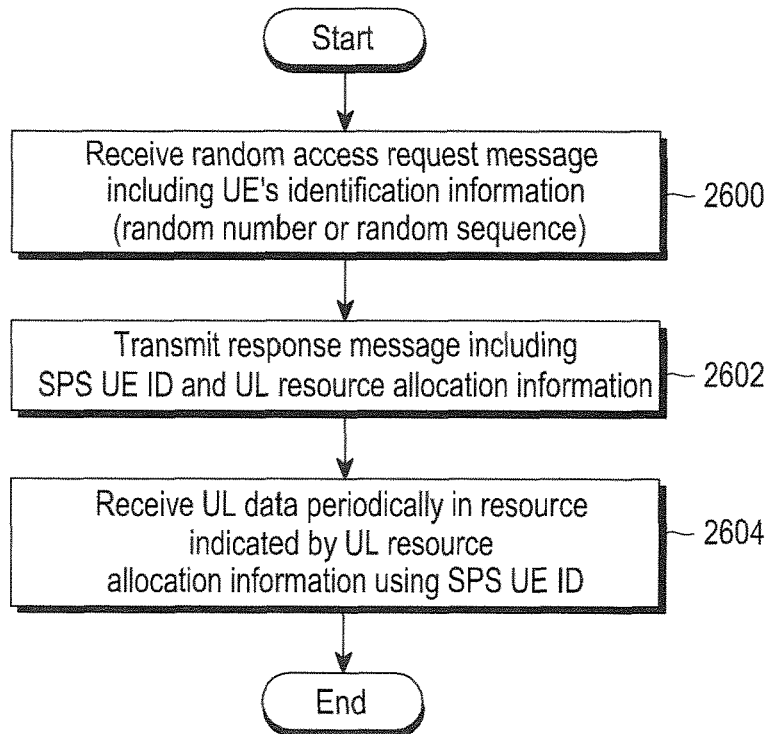 Start
Receive random access request message
including UE's identification information
(random number or random sequence)
2600
Transmit response message including
SPS UE ID and UL resource allocation information
2602
Receive UL data periodically in resource
indicated by UL resource
allocation information using SPS UE ID
2604
End